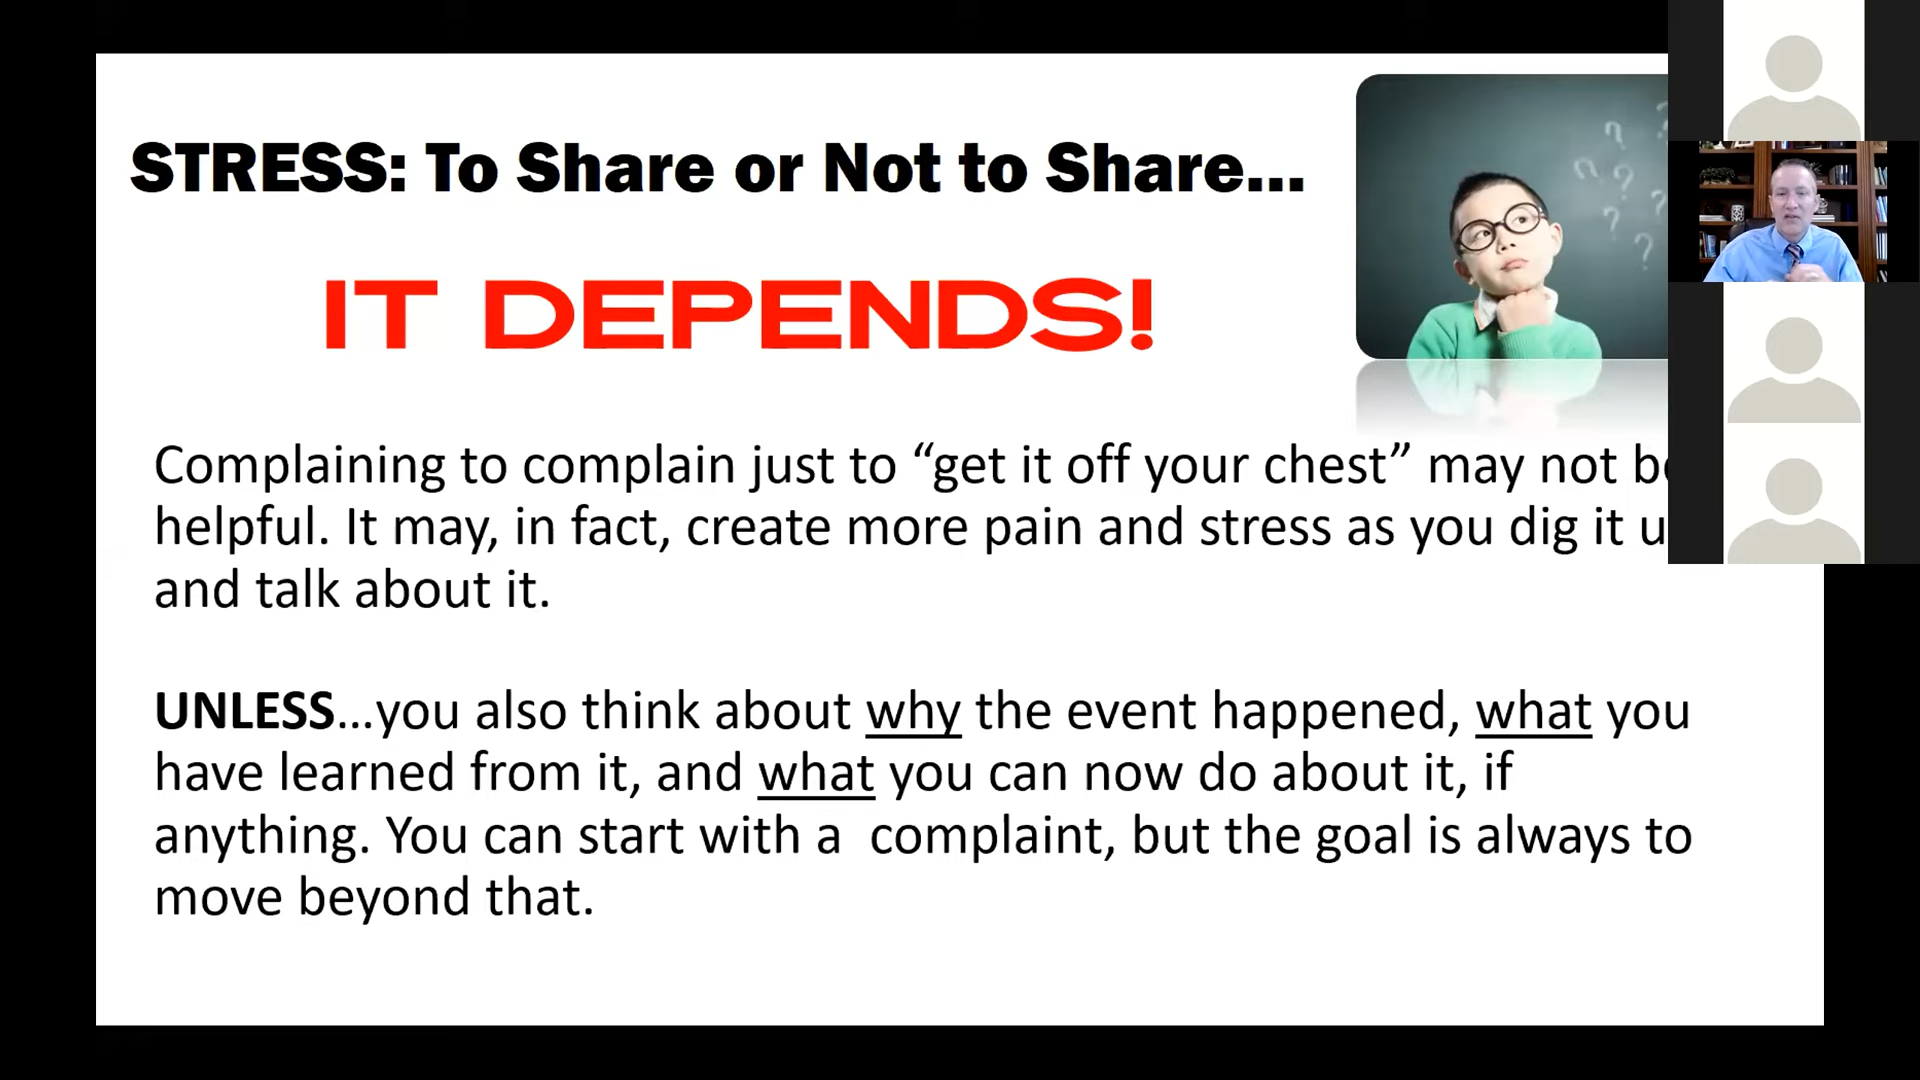 STRESS: To Share or Not to Share...
IT DEPENDS!
Complaining to complain just to “get it off your chest” may not
helpful. It may, in fact, create more pain and stress as you dig it
and talk about it.
UNLESS...you also think about why the event happened, what you
have learned from it, and what you can now do about it, if
anything. You can start with a  complaint, but the goal is always to
move beyond that.